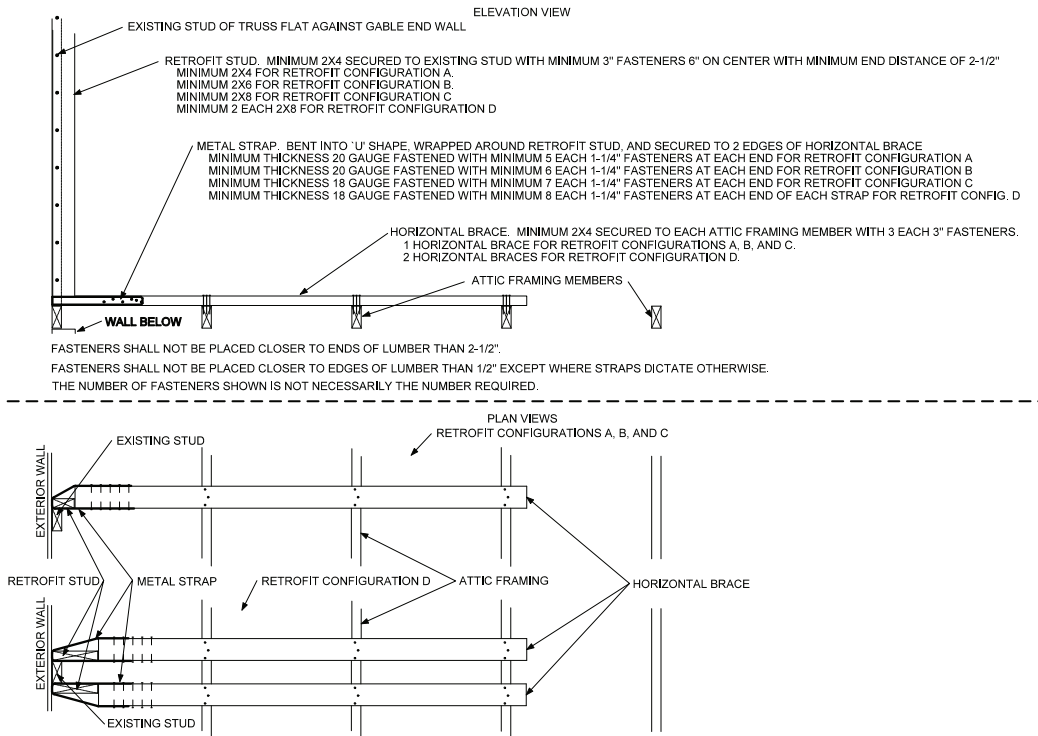 ELEVATION VIEW
EXISTING STUD OF TRUSS FLAT AGAINST GABLE END WALL
RETROFIT STUD. MINIMUM 2X4 SECURED TO EXISTING STUD WITH MINIMUM 3" FASTENERS 6" ON CENTER WITH MINIMUM END DISTANCE OF 2-1/2"
MINIMUM 2X4 FOR RETROFIT CONFIGURATION A.
MINIMUM 2X6 FOR RETROFIT CONFIGURATION B.
MINIMUM 2X8 FOR RETROFIT CONFIGURATION C
MINIMUM 2 EACH 2X8 FOR RETROFIT CONFIGURATION D
METAL STRAP. BENT INTO `U' SHAPE, WRAPPED AROUND RETROFIT STUD, AND SECURED TO 2 EDGES OF HORIZONTAL BRACE
MINIMUM THICKNESS 20 GAUGE FASTENED WITH MINIMUM 5 EACH 1-1/4" FASTENERS AT EACH END FOR RETROFIT CONFIGURATION A
MINIMUM THICKNESS 20 GAUGE FASTENED WITH MINIMUM 6 EACH 1-1/4" FASTENERS AT EACH END FOR RETROFIT CONFIGURATION B
MINIMUM THICKNESS 18 GAUGE FASTENED WITH MINIMUM 7 EACH 1-1/4" FASTENERS AT EACH END FOR RETROFIT CONFIGURATION C
MINIMUM THICKNESS 18 GAUGE FASTENED WITH MINIMUM 8 EACH 1-1/4" FASTENERS AT EACH END OF EACH STRAP FOR RETROFIT CONFIG. D
HORIZONTAL BRACE. MINIMUM 2X4 SECURED TO EACH ATTIC FRAMING MEMBER WITH 3 EACH 3" FASTENERS.
1 HORIZONTAL BRACE FOR RETROFIT CONFIGURATIONS A, B, AND C.
2 HORIZONTAL BRACES FOR RETROFIT CONFIGURATION D.
ATTIC FRAMING MEMBERS
WALL BELOW
FASTENERS SHALL NOT BE PLACED CLOSER TO ENDS OF LUMBER THAN 2-1/2".
FASTENERS SHALL NOT BE PLACED CLOSER TO EDGES OF LUMBER THAN 1/2" EXCEPT WHERE STRAPS DICTATE OTHERWISE.
THE NUMBER OF FASTENERS SHOWN IS NOT NECESSARILY THE NUMBER REQUIRED.
PLAN VIEWS
RETROFIT CONFIGURATIONS A, B, AND C
EXISTING STUD
EXTERIOR WALL
RETROFIT STUD
METAL STRAP
RETROFIT CONFIGURATION D
ATTIC FRAMING
HORIZONTAL BRACE
EXTERIOR WALL
EXISTING STUD